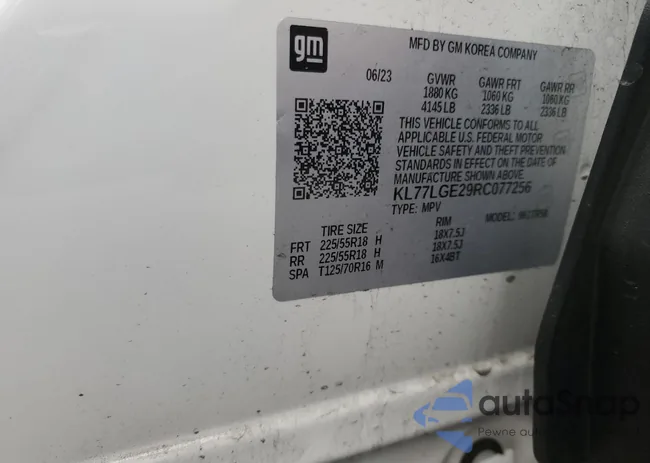 gm
MFD BY GM KOREA COMPANY
06/23 GVWR GAWR FRT GAWR RR
1880 KG 1060 KG 1060 KG
4145 LB 2336 LB 2336 LB
THIS VEHICLE CONFORMS TO ALL
APPLICABLE U.S. FEDERAL MOTOR
VEHICLE SAFETY AND THEFT PREVENTION
STANDARDS IN EFFECT ON THE DATE OF
MANUFACTURE SHOWN ABOVE.
KL77LGE29RC077256
TYPE: MPV MODEL:
TIRE SIZE RIM
FRT 225/55R18 H 18X7.5J
RR 225/55R18 H 18X7.5J
SPA T125/70R16 M 16X4BT
autoSnap
Pewne auto